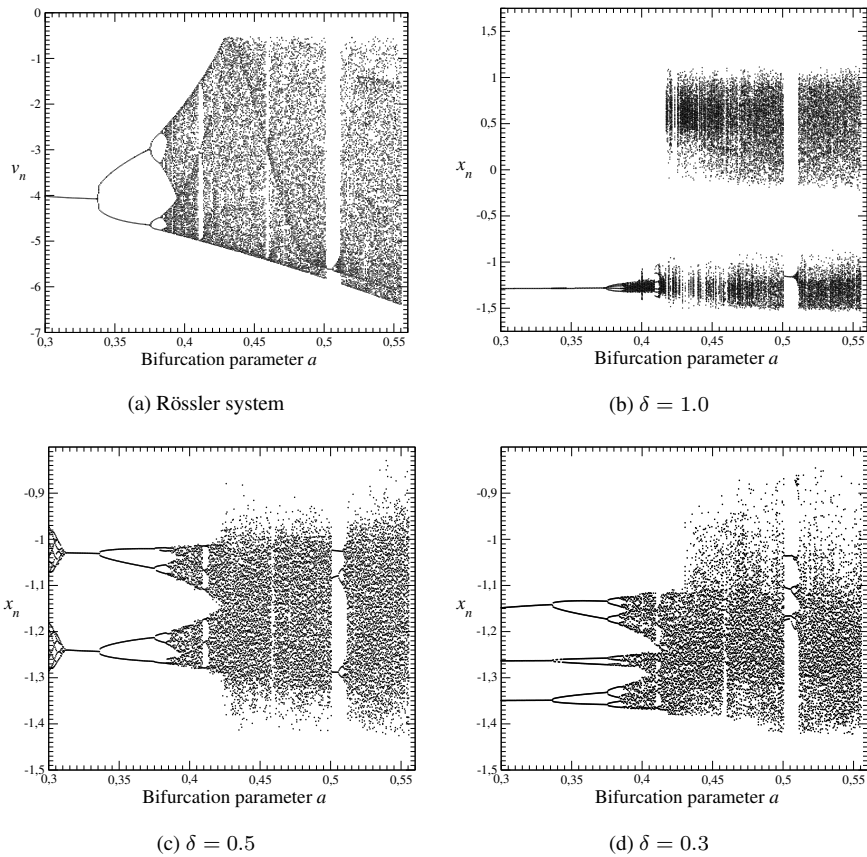 0
-1
-2
-3
-4
-5
-6
-7
v_n
0,3 0,35 0,4 0,45 0,5 0,55
Bifurcation parameter a
(a) Rössler system
1,5
1
0,5
0
-0,5
-1
-1,5
x_n
0,3 0,35 0,4 0,45 0,5 0,55
Bifurcation parameter a
(b) δ = 1.0
-0,9
-1
-1,1
-1,2
-1,3
-1,4
-1,5
x_n
0,3 0,35 0,4 0,45 0,5 0,55
Bifurcation parameter a
(c) δ = 0.5
-0,9
-1
-1,1
-1,2
-1,3
-1,4
-1,5
x_n
0,3 0,35 0,4 0,45 0,5 0,55
Bifurcation parameter a
(d) δ = 0.3